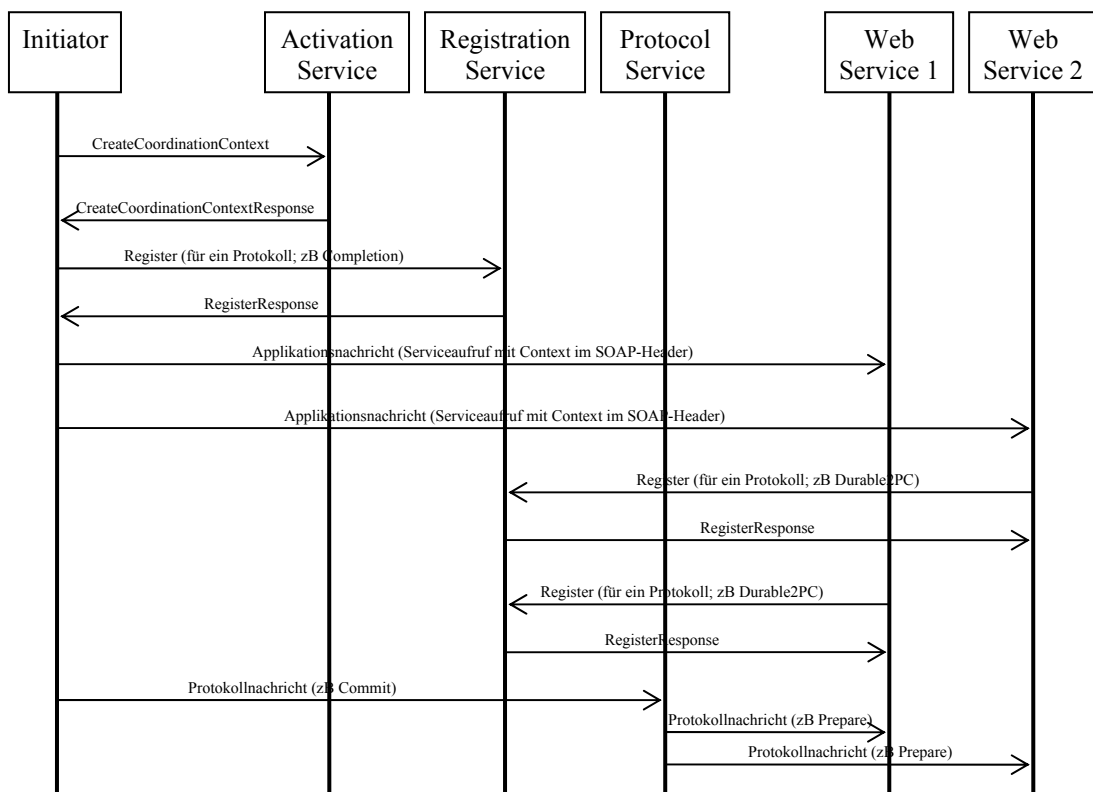 Initiator
Activation
Service
Registration
Service
Protocol
Service
Web
Service 1
Web
Service 2
CreateCoordinationContext
CreateCoordinationContextResponse
Register (für ein Protokoll; zB Completion)
RegisterResponse
Applikationsnachricht (Serviceaufruf mit Context im SOAP-Header)
Applikationsnachricht (Serviceaufruf mit Context im SOAP-Header)
Register (für ein Protokoll; zB Durable2PC)
RegisterResponse
Register (für ein Protokoll; zB Durable2PC)
RegisterResponse
Protokollnachricht (zB Commit)
Protokollnachricht (zB Prepare)
Protokollnachricht (zB Prepare)